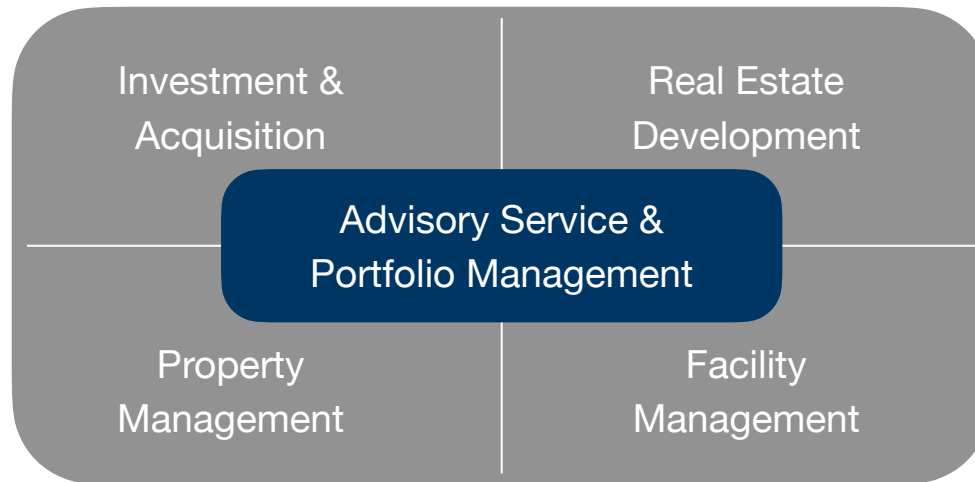 Investment &
Acquisition
Real Estate
Development
Advisory Service &
Portfolio Management
Property
Management
Facility
Management